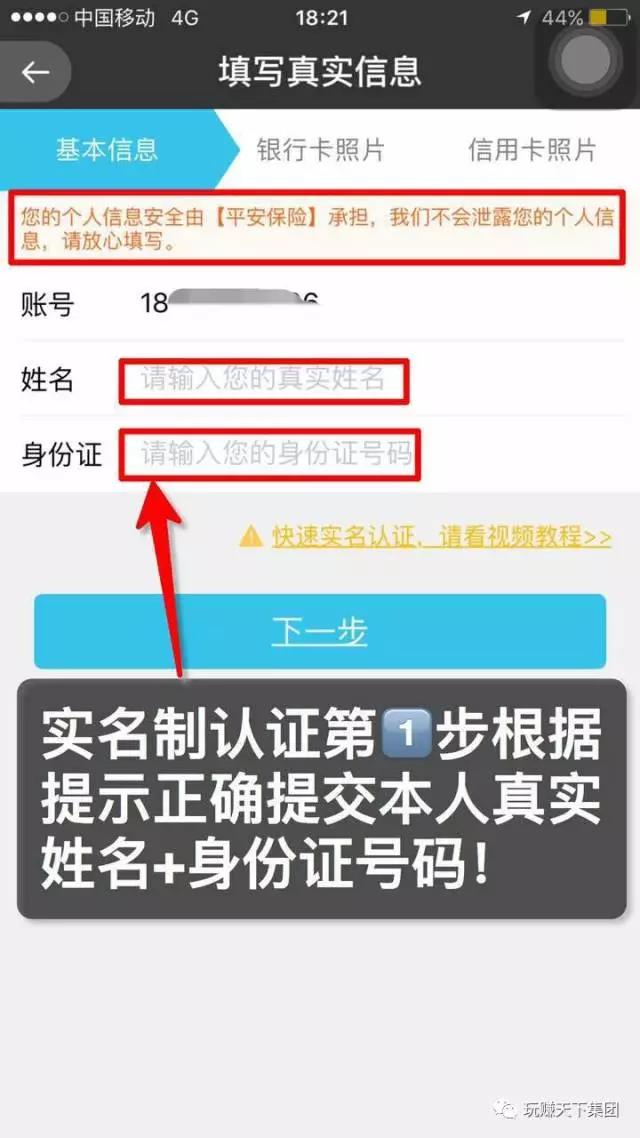 中国移动 4G 18:21 44%
填写真实信息
基本信息 银行卡照片 信用卡照片
您的个人信息安全由【平安保险】承担，我们不会泄露您的个人信
息，请放心填写。
账号 18
姓名 请输入您的真实姓名
身份证 请输入您的身份证号码
快速实名认证，请看视频教程>>
下一步
实名制认证第1步根据
提示正确提交本人真实
姓名+身份证号码！
玩赚天下集团